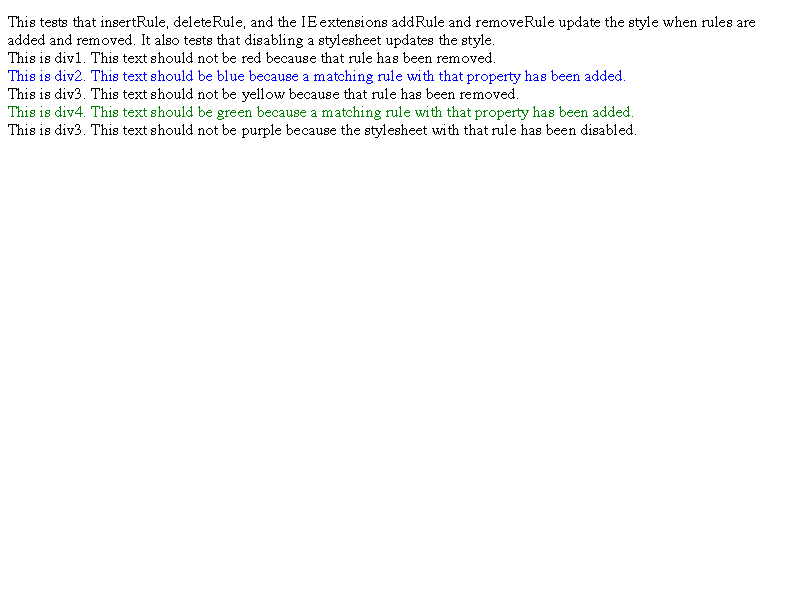 This tests that insertRule, deleteRule, and the IE extensions addRule and removeRule update the style when rules are
added and removed. It also tests that disabling a stylesheet updates the style.
This is div1. This text should not be red because that rule has been removed.
This is div2. This text should be blue because a matching rule with that property has been added.
This is div3. This text should not be yellow because that rule has been removed.
This is div4. This text should be green because a matching rule with that property has been added.
This is div3. This text should not be purple because the stylesheet with that rule has been disabled.